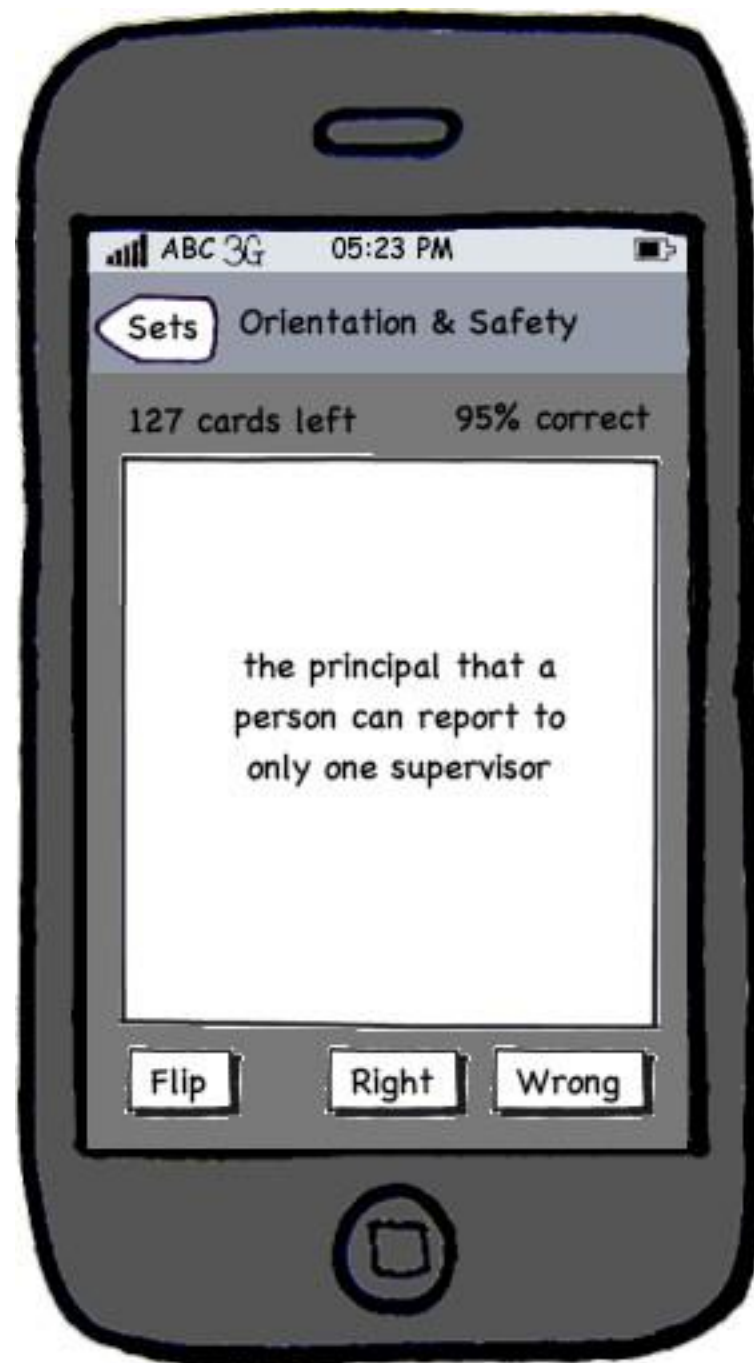 ABC 3G 05:23 PM
Sets Orientation & Safety
127 cards left 95% correct
the principal that a
person can report to
only one supervisor
Flip Right Wrong